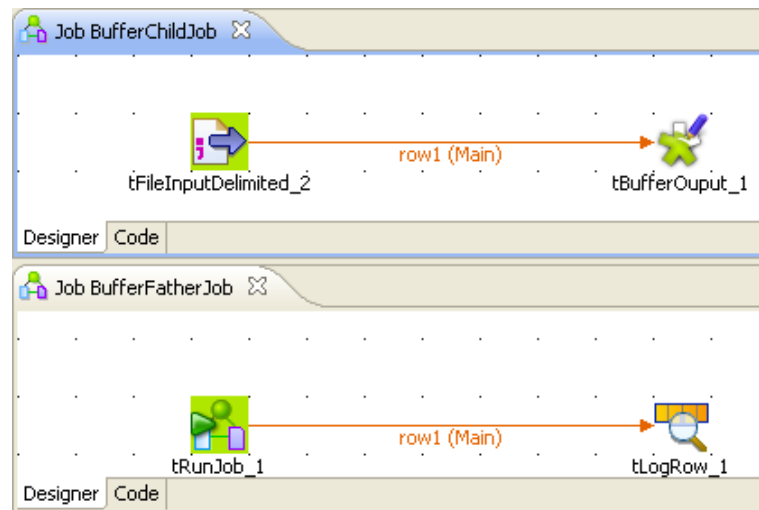 Job BufferChildJob
row1 (Main)
tFileInputDelimited_2
tBufferOuput_1
Designer Code
Job BufferFatherJob
row1 (Main)
tRunJob_1
tLogRow_1
Designer Code